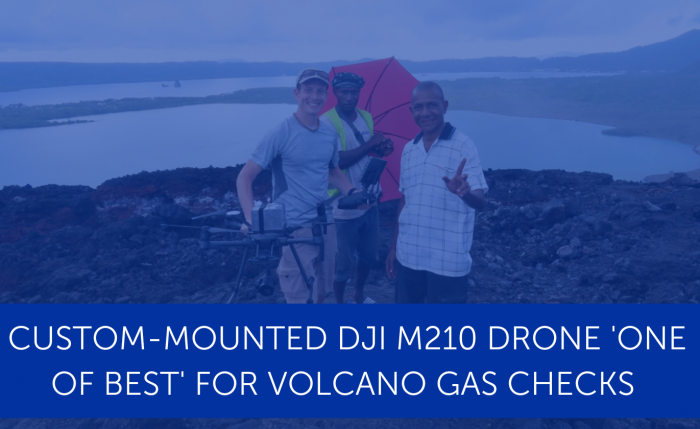 CUSTOM-MOUNTED DJI M210 DRONE 'ONE
OF BEST' FOR VOLCANO GAS CHECKS